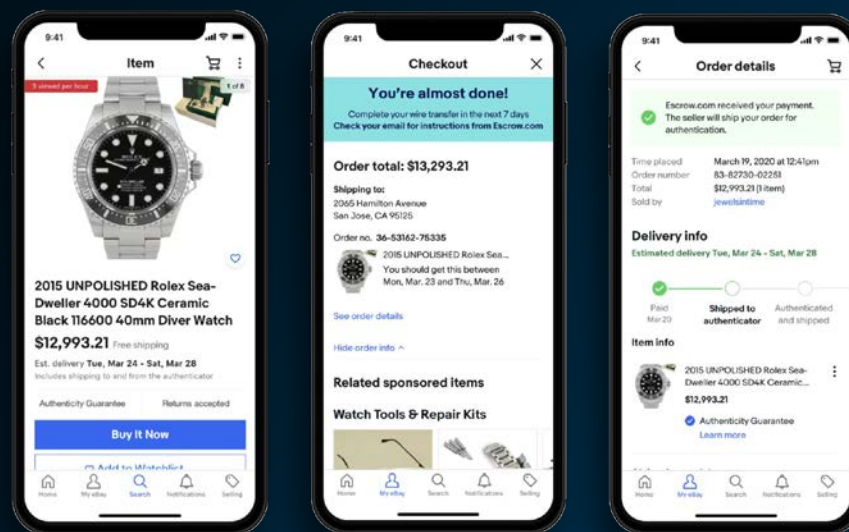 9:41
Item
3 viewed per hour
1 of 8
2015 UNPOLISHED Rolex Sea-
Dweller 4000 SD4K Ceramic
Black 116600 40mm Diver Watch
$12,993.21 Free shipping
Est. delivery Tue, Mar 24 - Sat, Mar 28
Includes shipping to and from the authenticator
Authenticity Guarantee Returns accepted
Buy It Now
Add to Watchlist
Home My eBay Search Notifications Selling
9:41
Checkout
You're almost done!
Complete your wire transfer in the next 7 days
Check your email for instructions from Escrow.com
Order total: $13,293.21
Shipping to:
2065 Hamilton Avenue
San Jose, CA 95125
Order no. 36-53162-75335
2015 UNPOLISHED Rolex Sea...
You should get this between
Mon, Mar. 23 and Thu, Mar. 26
See order details
Hide order info
Related sponsored items
Watch Tools & Repair Kits
Home My eBay Search Notifications Selling
9:41
Order details
Escrow.com received your payment.
The seller will ship your order for
authentication.
Time placed March 19, 2020 at 12:41pm
Order number 83-82730-02251
Total $12,993.21 (1 item)
Sold by jewelsintime
Delivery info
Estimated delivery Tue, Mar 24 - Sat, Mar 28
Paid
Mar 20
Shipped to
authenticator
Authenticated
and shipped
Item info
2015 UNPOLISHED Rolex Sea-
Dweller 4000 SD4K Ceramic...
$12,993.21
Authenticity Guarantee
Learn more
Home My eBay Search Notifications Selling